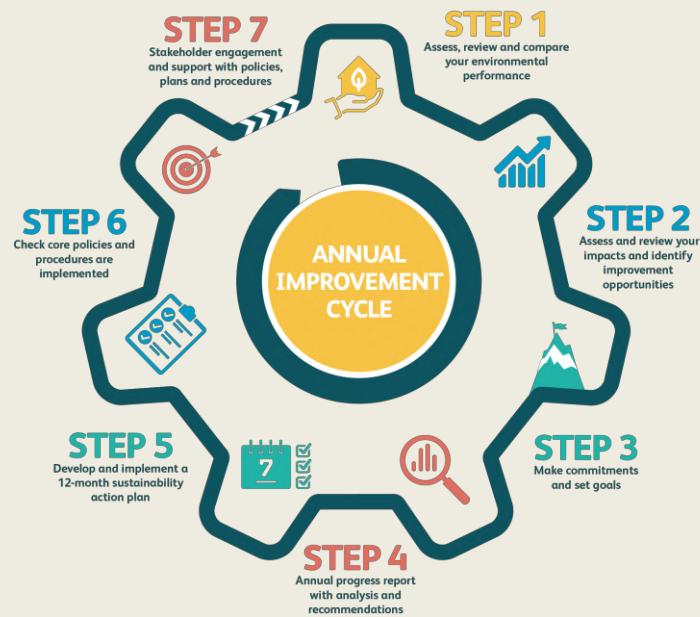 STEP 1
Assess, review and compare
your environmental
performance
STEP 2
Assess and review your
impacts and identify
improvement
opportunities
STEP 3
Make commitments
and set goals
STEP 4
Annual progress report
with analysis and
recommendations
STEP 5
Develop and implement a
12-month sustainability
action plan
STEP 6
Check core policies and
procedures are
implemented
STEP 7
Stakeholder engagement
and support with policies,
plans and procedures
ANNUAL
IMPROVEMENT
CYCLE
7